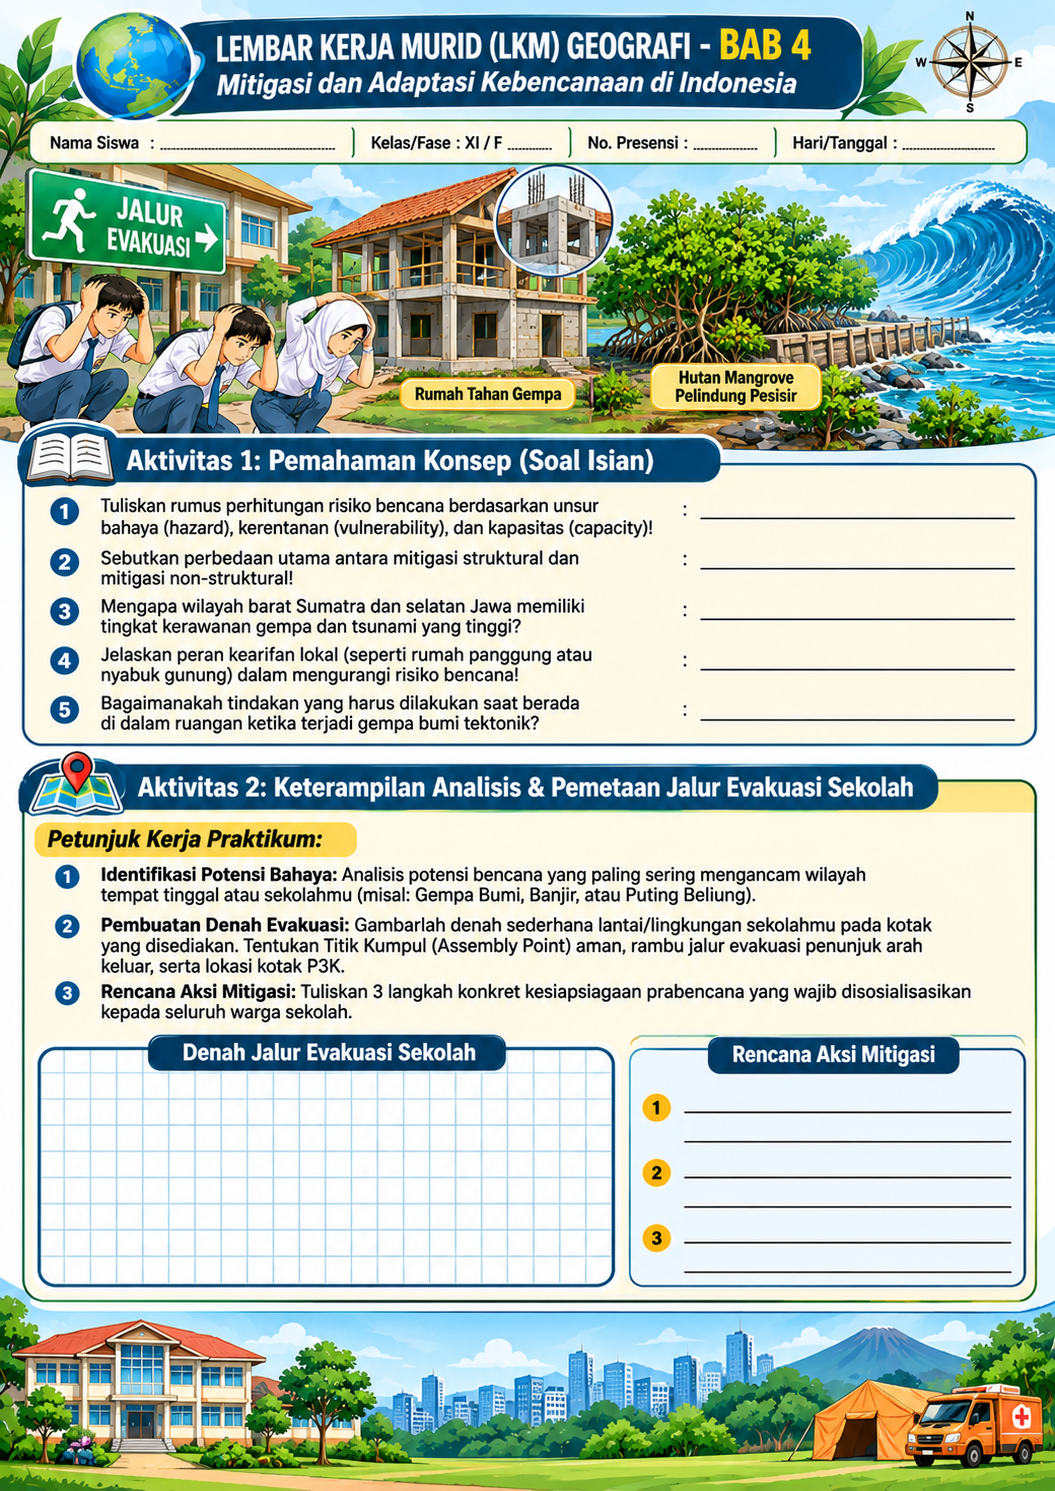 LEMBAR KERJA MURID (LKM) GEOGRAFI - BAB 4
Mitigasi dan Adaptasi Kebencanaan di Indonesia
N
W
E
S
Nama Siswa : ........................................
Kelas/Fase : XI / F ..........
No. Presensi : ...............
Hari/Tanggal : ......................
JALUR
EVAKUASI
Rumah Tahan Gempa
Hutan Mangrove
Pelindung Pesisir
Aktivitas 1: Pemahaman Konsep (Soal Isian)
1 Tuliskan rumus perhitungan risiko bencana berdasarkan unsur
bahaya (hazard), kerentanan (vulnerability), dan kapasitas (capacity)! :
2 Sebutkan perbedaan utama antara mitigasi struktural dan
mitigasi non-struktural! :
3 Mengapa wilayah barat Sumatra dan selatan Jawa memiliki
tingkat kerawanan gempa dan tsunami yang tinggi? :
4 Jelaskan peran kearifan lokal (seperti rumah panggung atau
nyabuk gunung) dalam mengurangi risiko bencana! :
5 Bagaimanakah tindakan yang harus dilakukan saat berada
di dalam ruangan ketika terjadi gempa bumi tektonik? :
Aktivitas 2: Keterampilan Analisis & Pemetaan Jalur Evakuasi Sekolah
Petunjuk Kerja Praktikum:
1 Identifikasi Potensi Bahaya: Analisis potensi bencana yang paling sering mengancam wilayah
tempat tinggal atau sekolahmu (misal: Gempa Bumi, Banjir, atau Puting Beliung).
2 Pembuatan Denah Evakuasi: Gambarlah denah sederhana lantai/lingkungan sekolahmu pada kotak
yang disediakan. Tentukan Titik Kumpul (Assembly Point) aman, rambu jalur evakuasi penunjuk arah
keluar, serta lokasi kotak P3K.
3 Rencana Aksi Mitigasi: Tuliskan 3 langkah konkret kesiapsiagaan prabencana yang wajib disosialisasikan
kepada seluruh warga sekolah.
Denah Jalur Evakuasi Sekolah
Rencana Aksi Mitigasi
1
2
3